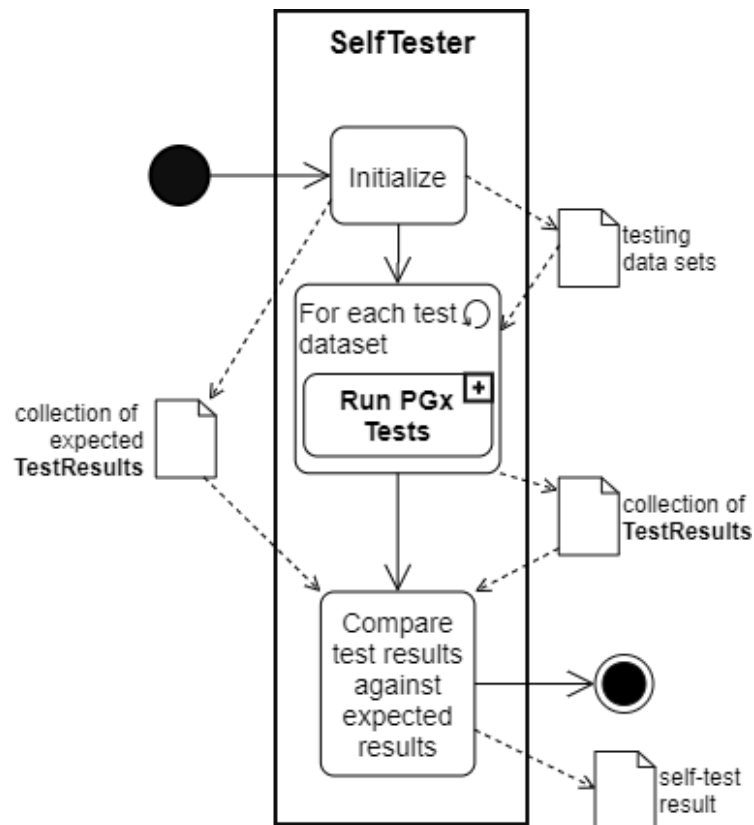 SelfTester
Initialize
testing
data sets
For each test
dataset
Run PGx
Tests
collection of
expected
TestResults
collection of
TestResults
Compare
test results
against
expected
results
self-test
result